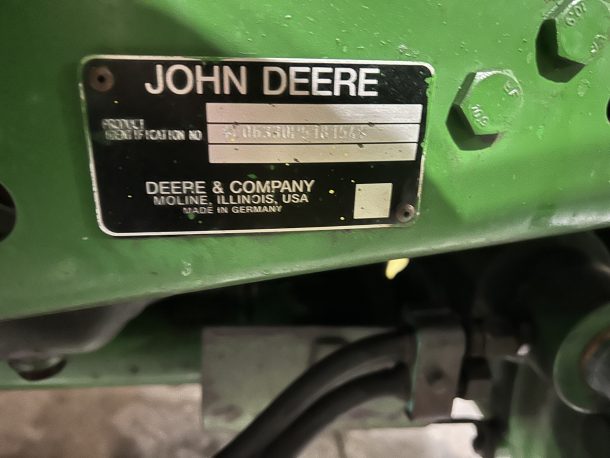 JOHN DEERE
PRODUCT
IDENTIFICATION NO
DEERE & COMPANY
MOLINE, ILLINOIS, USA
MADE IN GERMANY